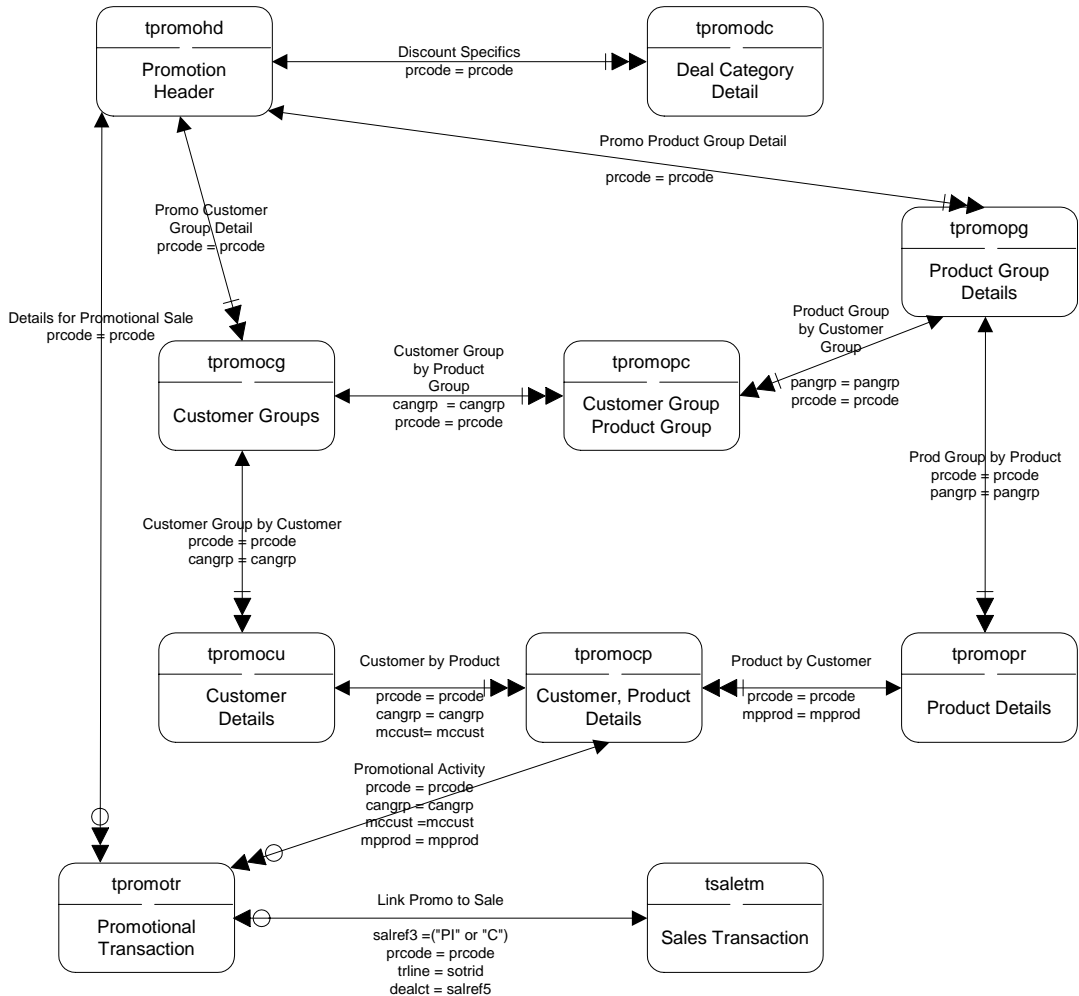 tpromohd
Promotion
Header
Discount Specifics
prcode = prcode
tpromodc
Deal Category
Detail
Promo Product Group Detail
prcode = prcode
tpromopg
Product Group
Details
Promo Customer
Group Detail
prcode = prcode
Details for Promotional Sale
prcode = prcode
tpromocg
Customer Groups
Customer Group
by Product
Group
cangrp = cangrp
prcode = prcode
tpromopc
Customer Group
Product Group
Product Group
by Customer
Group
pangrp = pangrp
prcode = prcode
Prod Group by Product
prcode = prcode
pangrp = pangrp
Customer Group by Customer
prcode = prcode
cangrp = cangrp
tpromocu
Customer
Details
Customer by Product
prcode = prcode
cangrp = cangrp
mccust= mccust
tpromocp
Customer, Product
Details
Product by Customer
prcode = prcode
mpprod = mpprod
tpromopr
Product Details
Promotional Activity
prcode = prcode
cangrp = cangrp
mccust =mccust
mpprod = mpprod
tpromotr
Promotional
Transaction
Link Promo to Sale
salref3 =("PI" or "C")
prcode = prcode
trline = sotrid
dealct = salref5
tsaletm
Sales Transaction